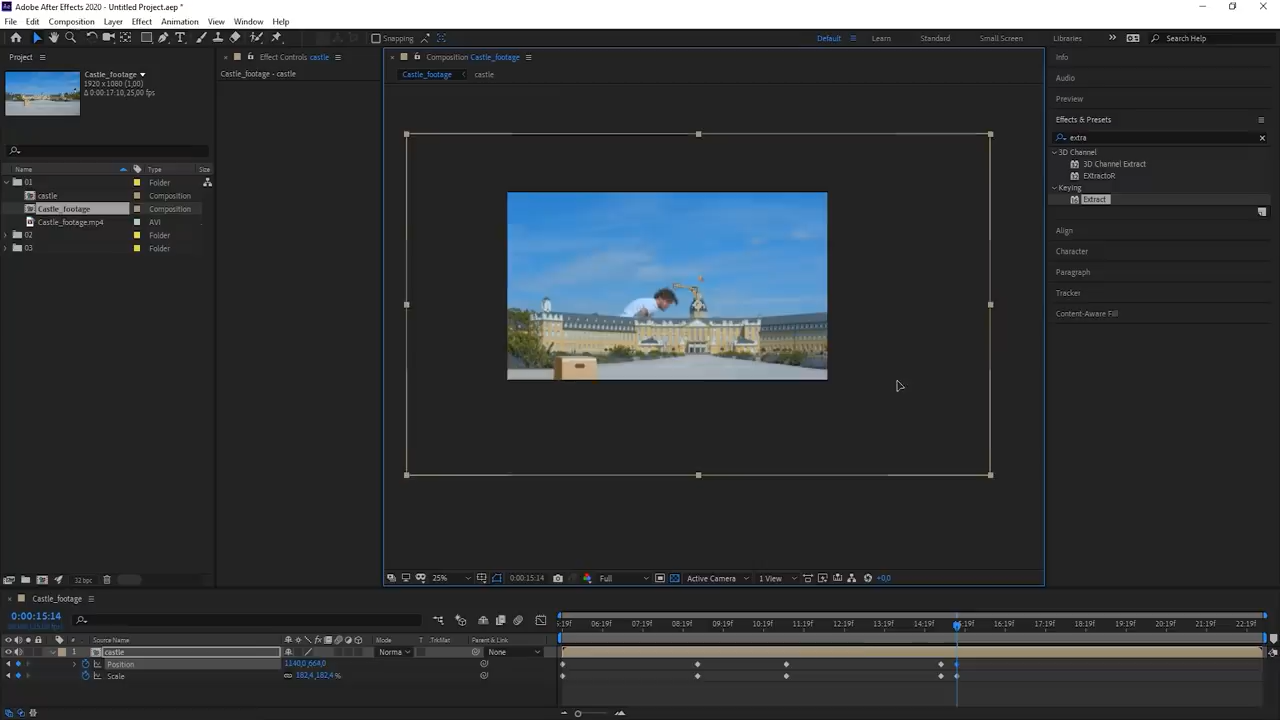 Adobe After Effects 2020 - Untitled Project.aep *
File Edit Composition Layer Effect Animation View Window Help
Snapping
Default Learn Standard Small Screen Libraries Search Help
Project
Effect Controls castle
Composition Castle_footage
Info
Castle_footage - castle
Castle_footage castle
Castle_footage
1920 x 1080 (1,00)
Δ 0:00:17:10, 25,00 fps
Audio
Preview
Effects & Presets
extra
3D Channel
3D Channel Extract
EXtractoR
Keying
Extract
Align
Character
Paragraph
Tracker
Content-Aware Fill
Name Type Size
01 Folder
castle Composition
Castle_footage Composition
Castle_footage.mp4 AVI
02 Folder
03 Folder
32 bpc
25% 0:00:15:14 Full Active Camera 1 View +0,0
Castle_footage
0:00:15:14
:19f 06:19f 07:19f 08:19f 09:19f 10:19f 11:19f 12:19f 13:19f 14:19f 15:19f 16:19f 17:19f 18:19f 19:19f 20:19f 21:19f 22:19f
# Source Name Mode T .TrkMat Parent & Link
1 castle Norma None
Position 1140,0,664,0
Scale 182,4,182,4 %